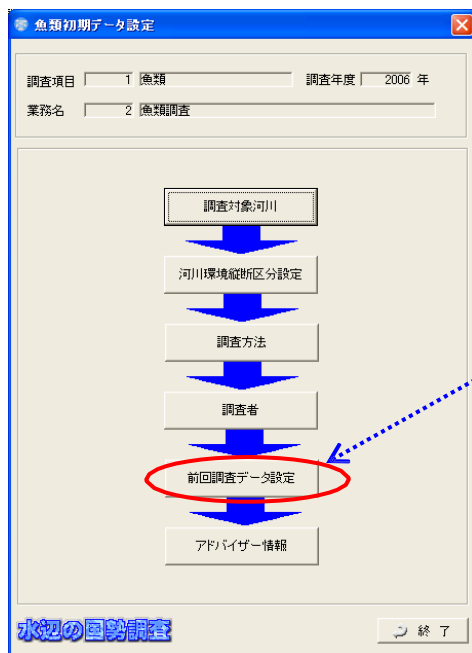 魚類初期データ設定
調査項目 1 魚類 調査年度 2006 年
業務名 2 魚類調査
調査対象河川
河川環境縦断区分設定
調査方法
調査者
前回調査データ設定
アドバイザー情報
水辺の国勢調査 終 了